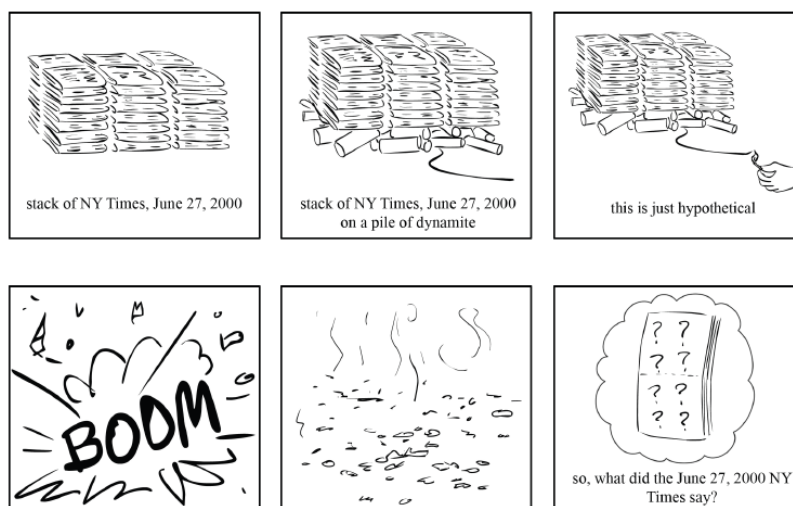 stack of NY Times, June 27, 2000
stack of NY Times, June 27, 2000
on a pile of dynamite
this is just hypothetical
BOOM
? ?
? ?
? ?
? ?
so, what did the June 27, 2000 NY
Times say?